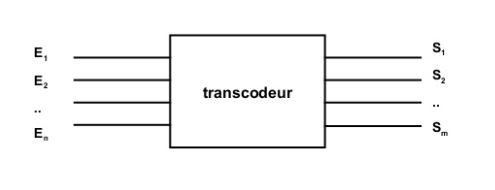 E1
E2
..
En
transcodeur
S1
S2
..
Sm